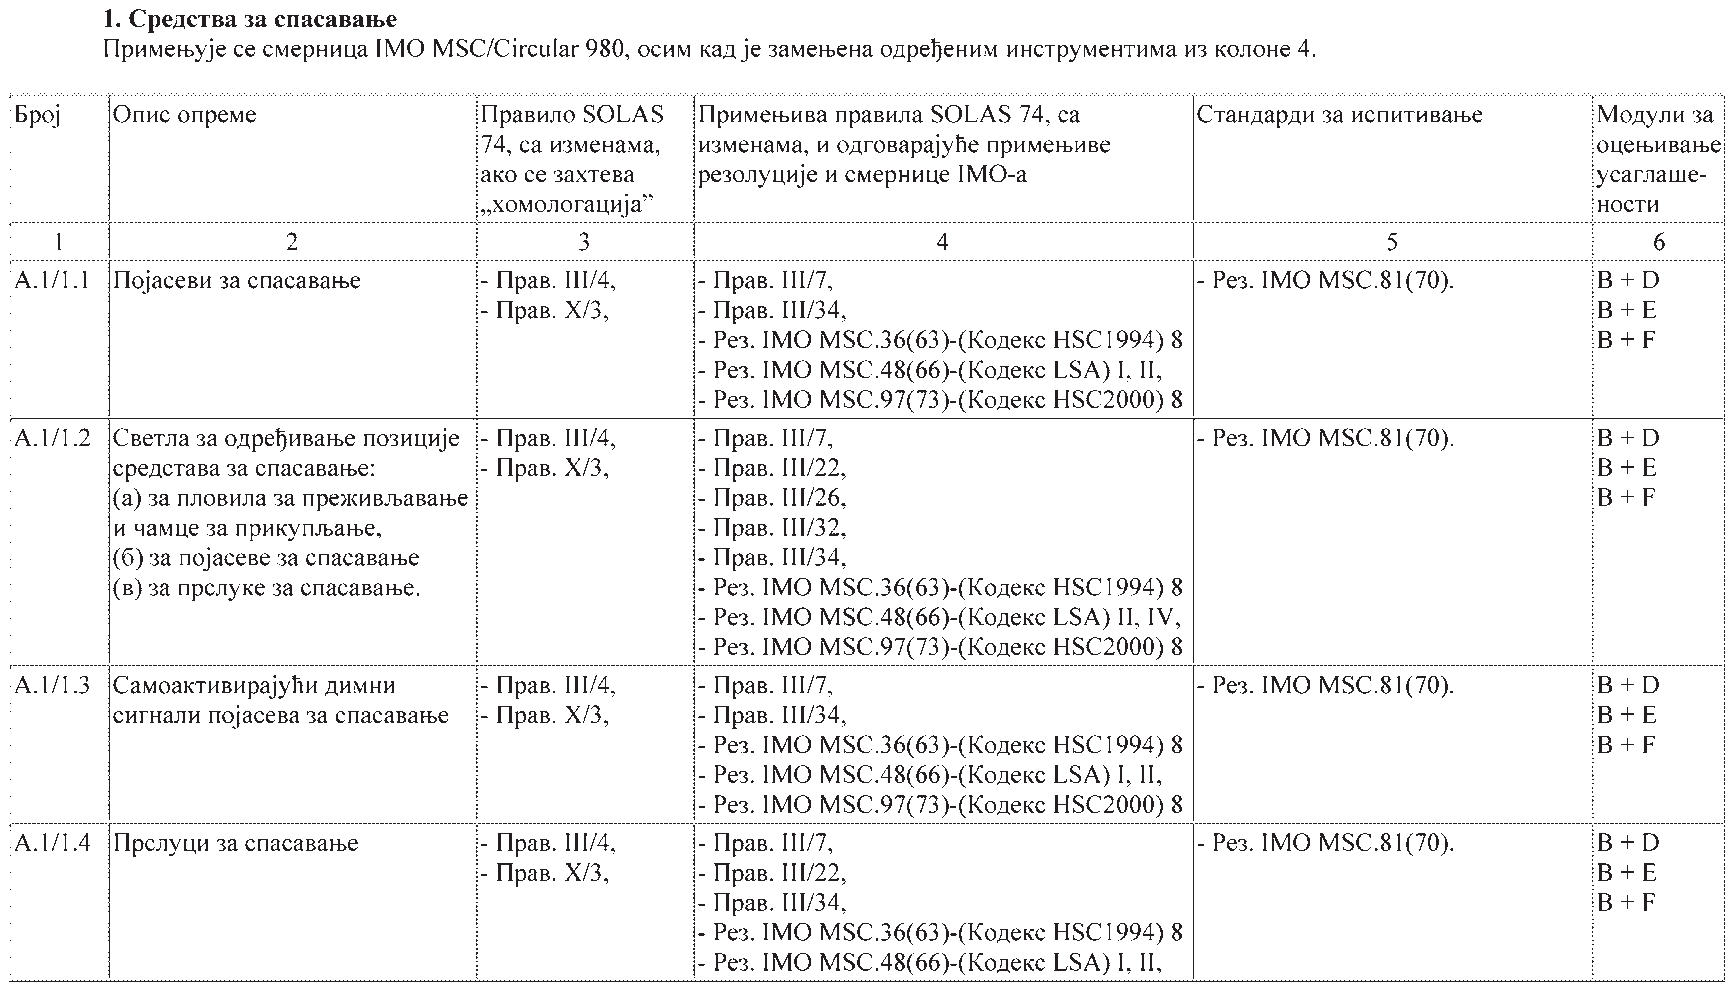 1. Средства за спасавање
Примењује се смерница IMO MSC/Circular 980, осим кад је замењена одређеним инструментима из колоне 4.
Број
Опис опреме
Правило SOLAS
74, са изменама,
ако се захтева
„хомологација”
Примењива правила SOLAS 74, са
изменама, и одговарајуће примењиве
резолуције и смернице IMO-а
Стандарди за испитивање
Модули за
оцењивање
усаглаше-
ности
1
2
3
4
5
6
А.1/1.1
Појасеви за спасавање
- Прав. III/4,
- Прав. X/3,
- Прав. III/7,
- Прав. III/34,
- Рез. IMO MSC.36(63)-(Кодекс HSC1994) 8
- Рез. IMO MSC.48(66)-(Кодекс LSA) I, II,
- Рез. IMO MSC.97(73)-(Кодекс HSC2000) 8
- Рез. IMO MSC.81(70).
B + D
B + E
B + F
А.1/1.2
Светла за одређивање позиције
средстава за спасавање:
(а) за пловила за преживљавање
и чамце за прикупљање,
(б) за појасеве за спасавање
(в) за прслуке за спасавање.
- Прав. III/4,
- Прав. X/3,
- Прав. III/7,
- Прав. III/22,
- Прав. III/26,
- Прав. III/32,
- Прав. III/34,
- Рез. IMO MSC.36(63)-(Кодекс HSC1994) 8
- Рез. IMO MSC.48(66)-(Кодекс LSA) II, IV,
- Рез. IMO MSC.97(73)-(Кодекс HSC2000) 8
- Рез. IMO MSC.81(70).
B + D
B + E
B + F
А.1/1.3
Самоактивирајући димни
сигнали појасева за спасавање
- Прав. III/4,
- Прав. X/3,
- Прав. III/7,
- Прав. III/34,
- Рез. IMO MSC.36(63)-(Кодекс HSC1994) 8
- Рез. IMO MSC.48(66)-(Кодекс LSA) I, II,
- Рез. IMO MSC.97(73)-(Кодекс HSC2000) 8
- Рез. IMO MSC.81(70).
B + D
B + E
B + F
А.1/1.4
Прслуци за спасавање
- Прав. III/4,
- Прав. X/3,
- Прав. III/7,
- Прав. III/22,
- Прав. III/34,
- Рез. IMO MSC.36(63)-(Кодекс HSC1994) 8
- Рез. IMO MSC.48(66)-(Кодекс LSA) I, II,
- Рез. IMO MSC.81(70).
B + D
B + E
B + F